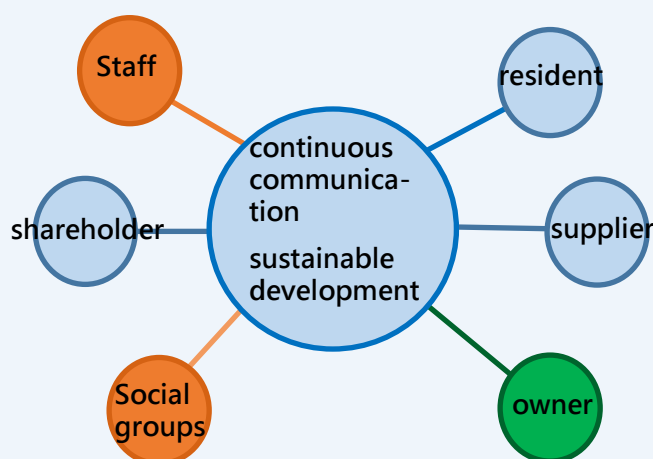 Staff
resident
continuous
communica-
tion
shareholder
supplier
sustainable
development
Social
groups
owner